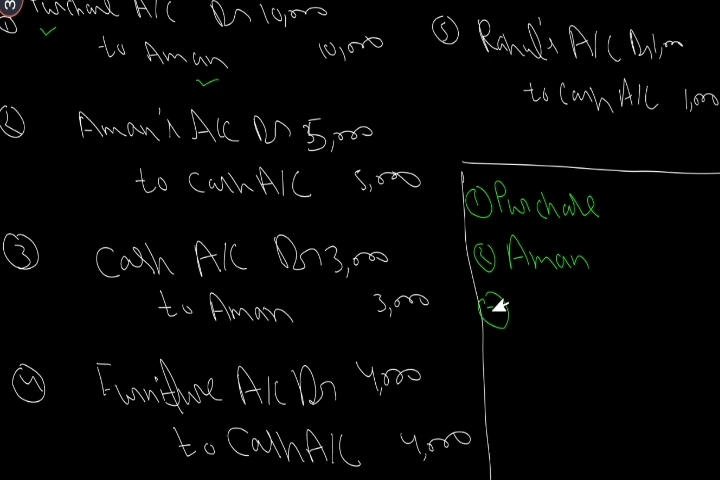 ① Purchase A/C Dr 10,000
to Aman 10,000
② Aman's A/C Dr 5,000
to Cash A/C 5,000
③ Cash A/C Dr 3,000
to Aman 3,000
④ Furniture A/C Dr 4,000
to Cash A/C 4,000
⑤ Rahul's A/C Dr 1,000
to Cash A/C 1,000
① Purchase
② Aman